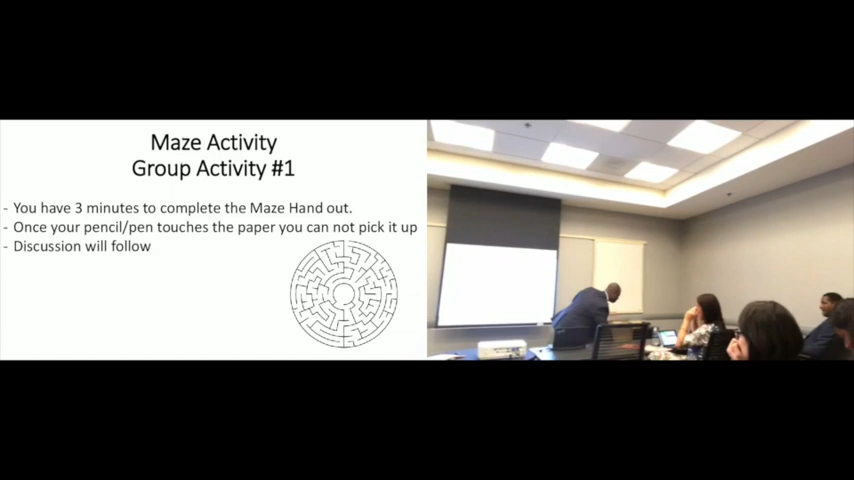 Maze Activity
Group Activity #1
- You have 3 minutes to complete the Maze Hand out.
- Once your pencil/pen touches the paper you can not pick it up
- Discussion will follow